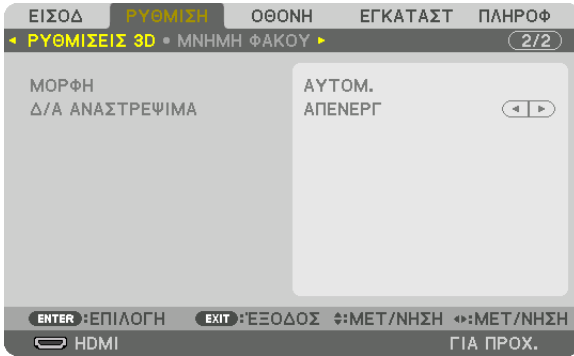 ΕΙΣΟΔ ΡΥΘΜΙΣΗ ΟΘΟΝΗ ΕΓΚΑΤΑΣΤ ΠΛΗΡΟΦ
◂ ΡΥΘΜΙΣΕΙΣ 3D • ΜΝΗΜΗ ΦΑΚΟΥ ▸ 2/2
ΜΟΡΦΗ ΑΥΤΟΜ.
Δ/Α ΑΝΑΣΤΡΕΨΙΜΑ ΑΠΕΝΕΡΓ
ENTER:ΕΠΙΛΟΓΗ EXIT:ΈΞΟΔΟΣ ♦:ΜΕΤ/ΝΗΣΗ ◂▸:ΜΕΤ/ΝΗΣΗ
HDMI ΓΙΑ ΠΡΟΧ.